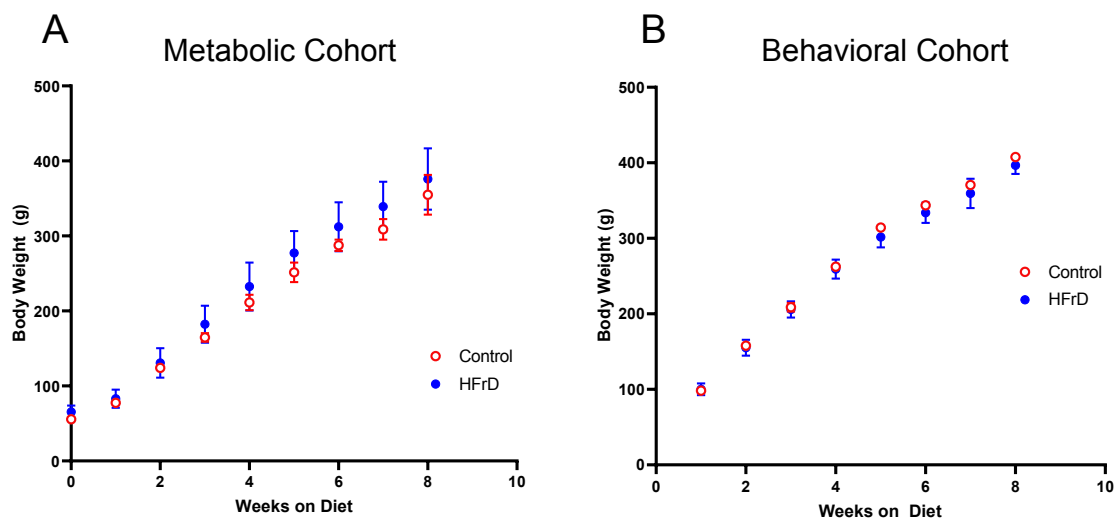 A
Metabolic Cohort
500
400
300
200
100
0
Body Weight (g)
0 2 4 6 8 10
Weeks on Diet
Control
HFrD
B
Behavioral Cohort
500
400
300
200
100
0
Body Weight (g)
0 2 4 6 8 10
Weeks on Diet
Control
HFrD